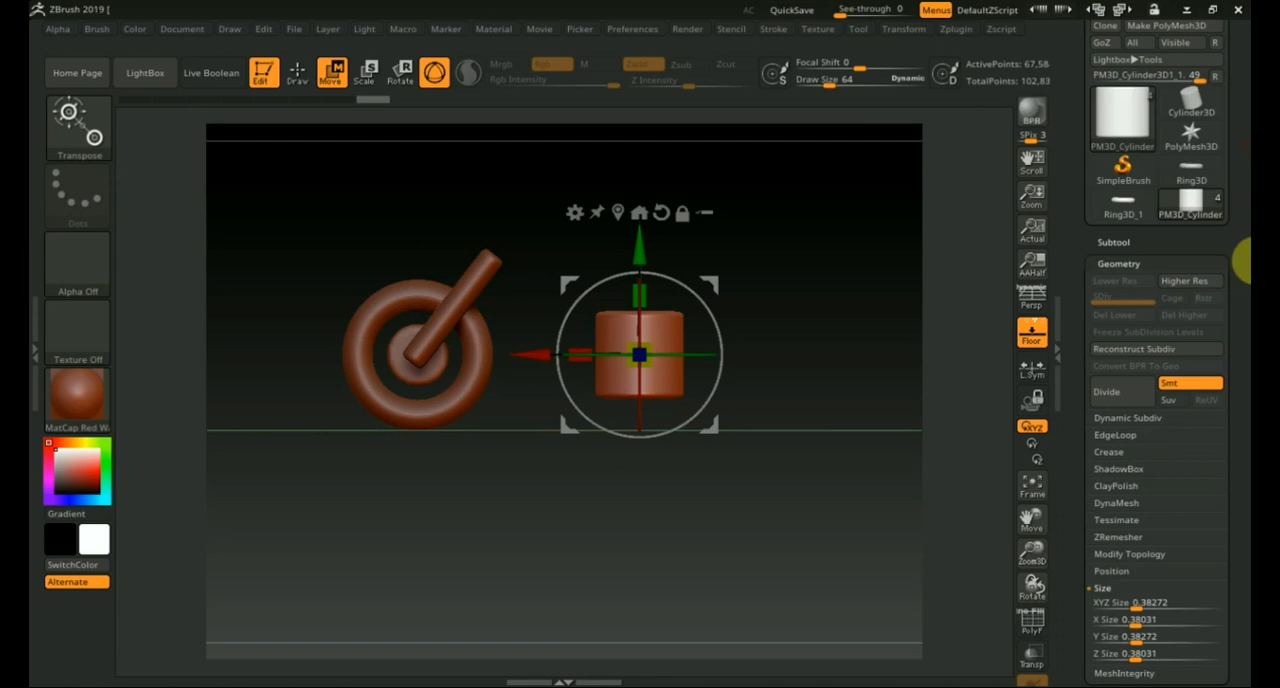 ZBrush 2019 [
AC QuickSave See-through 0 Menus DefaultZScript
Alpha Brush Color Document Draw Edit File Layer Light Macro Marker Material Movie Picker Preferences Render Stencil Stroke Texture Tool Transform Zplugin Zscript
Home Page LightBox Live Boolean Edit Draw Move Scale Rotate
Mrgb Rgb M Zadd Zsub Zcut
Rgb Intensity Z Intensity
Focal Shift 0
Draw Size 64 Dynamic
ActivePoints: 67,58
TotalPoints: 102,83
Transpose
Dots
Alpha Off
Texture Off
MatCap Red Wa
Gradient
SwitchColor
Alternate
BPR
SPix 3
Scroll
Zoom
Actual
AAHalf
Dynamic
Persp
Floor
L.Sym
XYZ
Frame
Move
Zoom3D
Rotate
Line Fill
PolyF
Transp
Clone Make PolyMesh3D
GoZ All Visible R
Lightbox▶Tools
PM3D_Cylinder3D1_1. 49 R
4
Cylinder3D
PM3D_Cylinder PolyMesh3D
SimpleBrush Ring3D
4
Ring3D_1 PM3D_Cylinder
Subtool
Geometry
Lower Res Higher Res
SDiv Cage Rstr
Del Lower Del Higher
Freeze SubDivision Levels
Reconstruct Subdiv
Convert BPR To Geo
Divide Smt
Suv ReUV
Dynamic Subdiv
EdgeLoop
Crease
ShadowBox
ClayPolish
DynaMesh
Tessimate
ZRemesher
Modify Topology
Position
Size
XYZ Size 0.38272
X Size 0.38031
Y Size 0.38272
Z Size 0.38031
MeshIntegrity